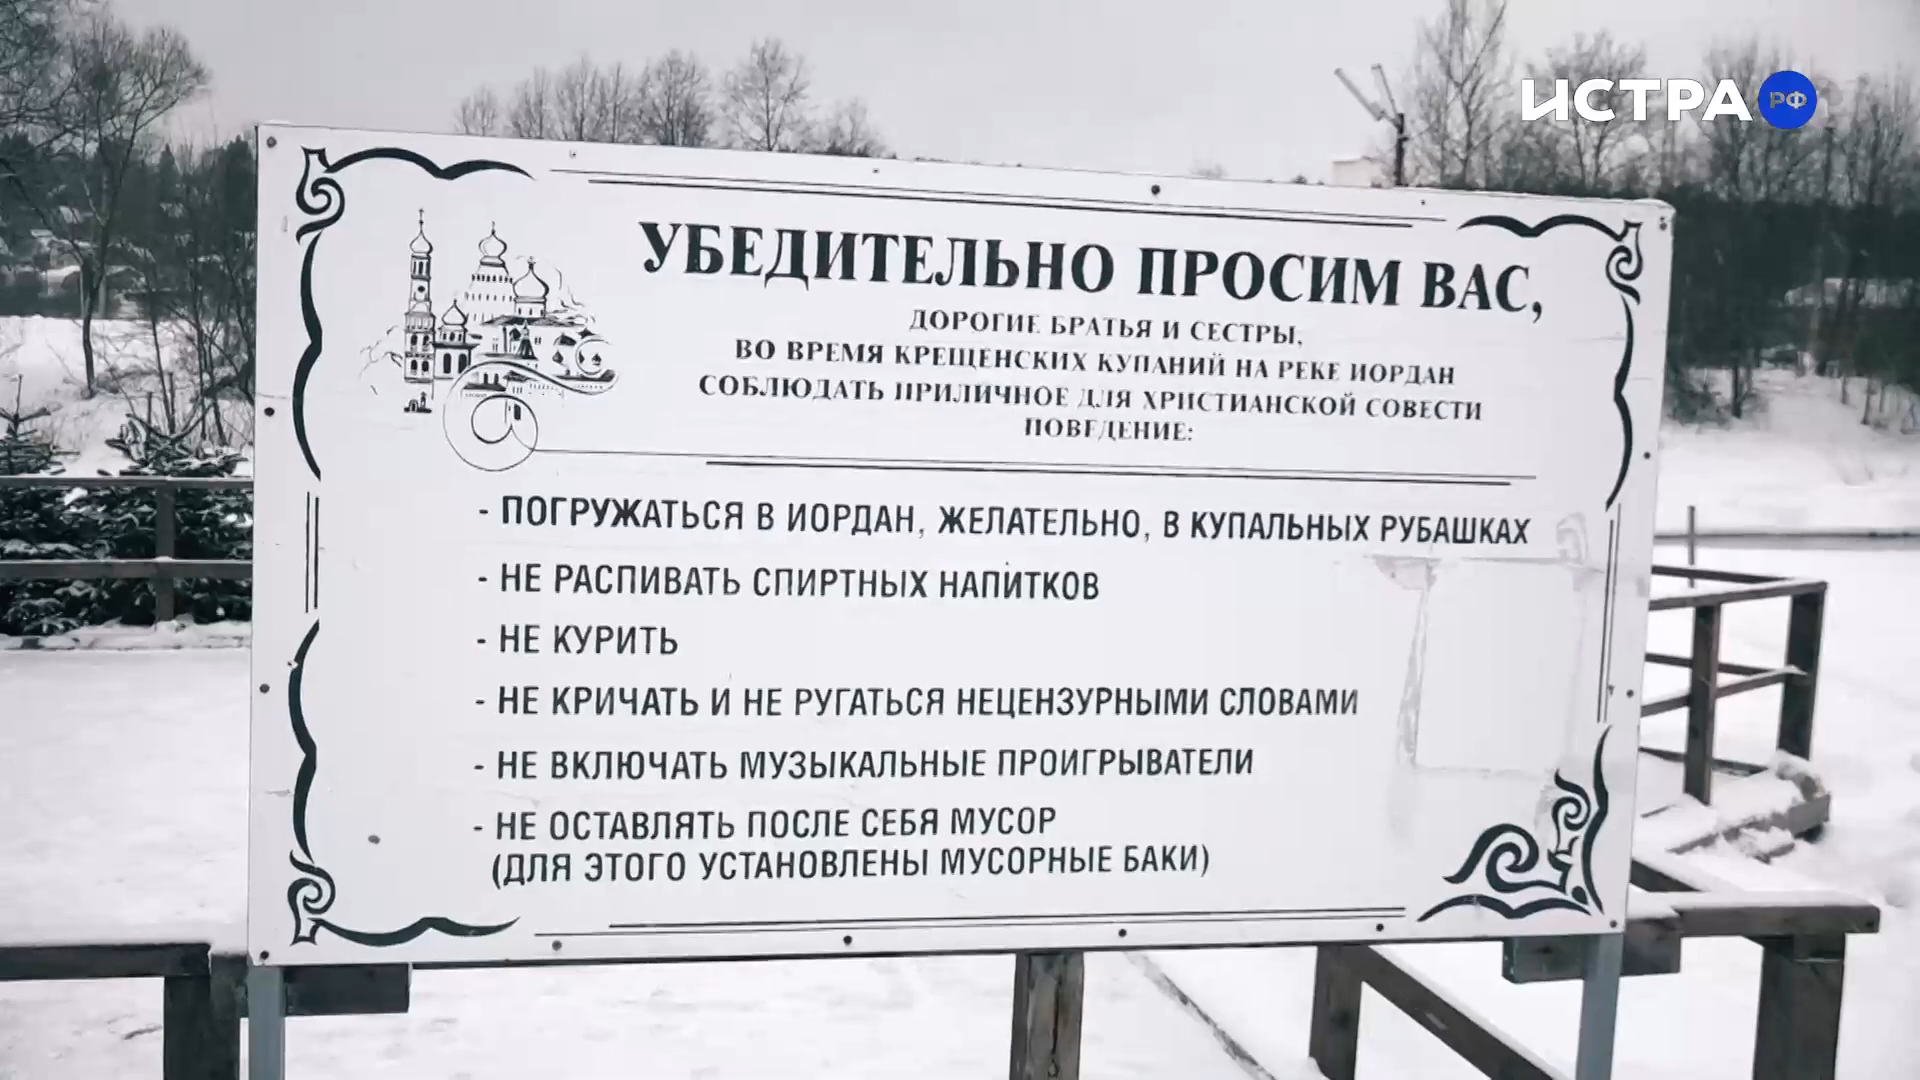 ИСТРА РФ
УБЕДИТЕЛЬНО ПРОСИМ ВАС,
ДОРОГИЕ БРАТЬЯ И СЕСТРЫ,
ВО ВРЕМЯ КРЕЩЕНСКИХ КУПАНИЙ НА РЕКЕ ИОРДАН
СОБЛЮДАТЬ ПРИЛИЧНОЕ ДЛЯ ХРИСТИАНСКОЙ СОВЕСТИ
ПОВЕДЕНИЕ:
- ПОГРУЖАТЬСЯ В ИОРДАН, ЖЕЛАТЕЛЬНО, В КУПАЛЬНЫХ РУБАШКАХ
- НЕ РАСПИВАТЬ СПИРТНЫХ НАПИТКОВ
- НЕ КУРИТЬ
- НЕ КРИЧАТЬ И НЕ РУГАТЬСЯ НЕЦЕНЗУРНЫМИ СЛОВАМИ
- НЕ ВКЛЮЧАТЬ МУЗЫКАЛЬНЫЕ ПРОИГРЫВАТЕЛИ
- НЕ ОСТАВЛЯТЬ ПОСЛЕ СЕБЯ МУСОР
(ДЛЯ ЭТОГО УСТАНОВЛЕНЫ МУСОРНЫЕ БАКИ)